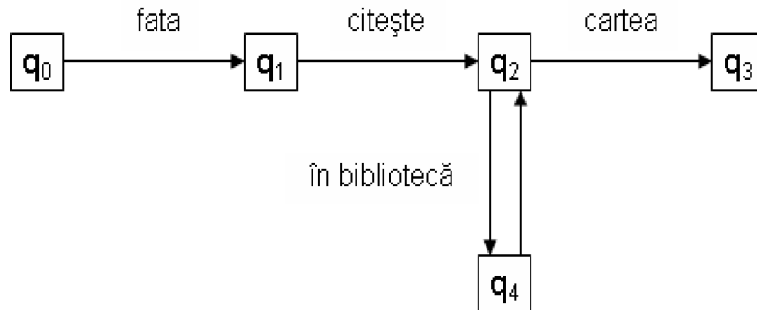 fata citește cartea
q0 q1 q2 q3
în bibliotecă
q4